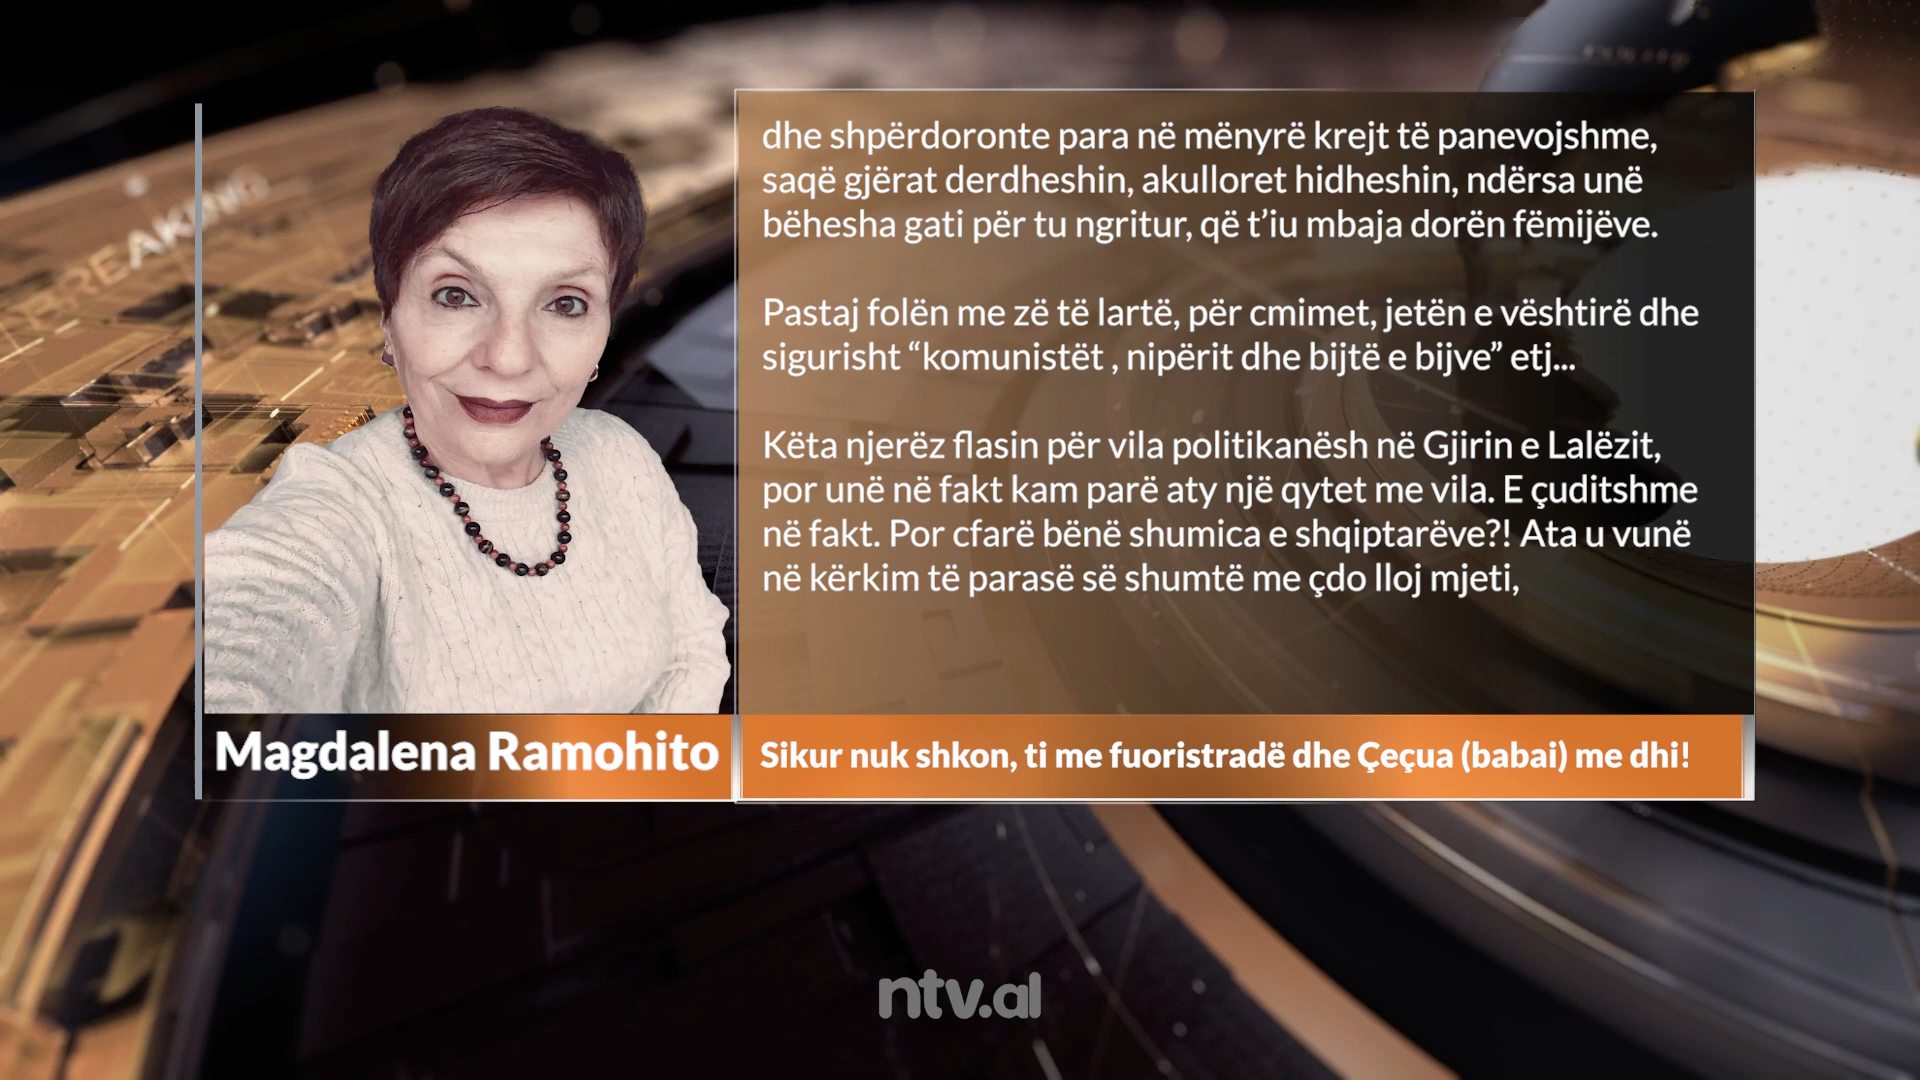 BREAKING
dhe shpërdoronte para në mënyrë krejt të panevojshme,
saqë gjërat derdheshin, akulloret hidheshin, ndërsa unë
bëhesha gati për tu ngritur, që t’iu mbaja dorën fëmijëve.
Pastaj folën me zë të lartë, për cmimet, jetën e vështirë dhe
sigurisht “komunistët , nipërit dhe bijtë e bijve” etj...
Këta njerëz flasin për vila politikanësh në Gjirin e Lalëzit,
por unë në fakt kam parë aty një qytet me vila. E çuditshme
në fakt. Por cfarë bënë shumica e shqiptarëve?! Ata u vunë
në kërkim të parasë së shumtë me çdo lloj mjeti,
Magdalena Ramohito
Sikur nuk shkon, ti me fuoristradë dhe Çeçua (babai) me dhi!
ntv.al